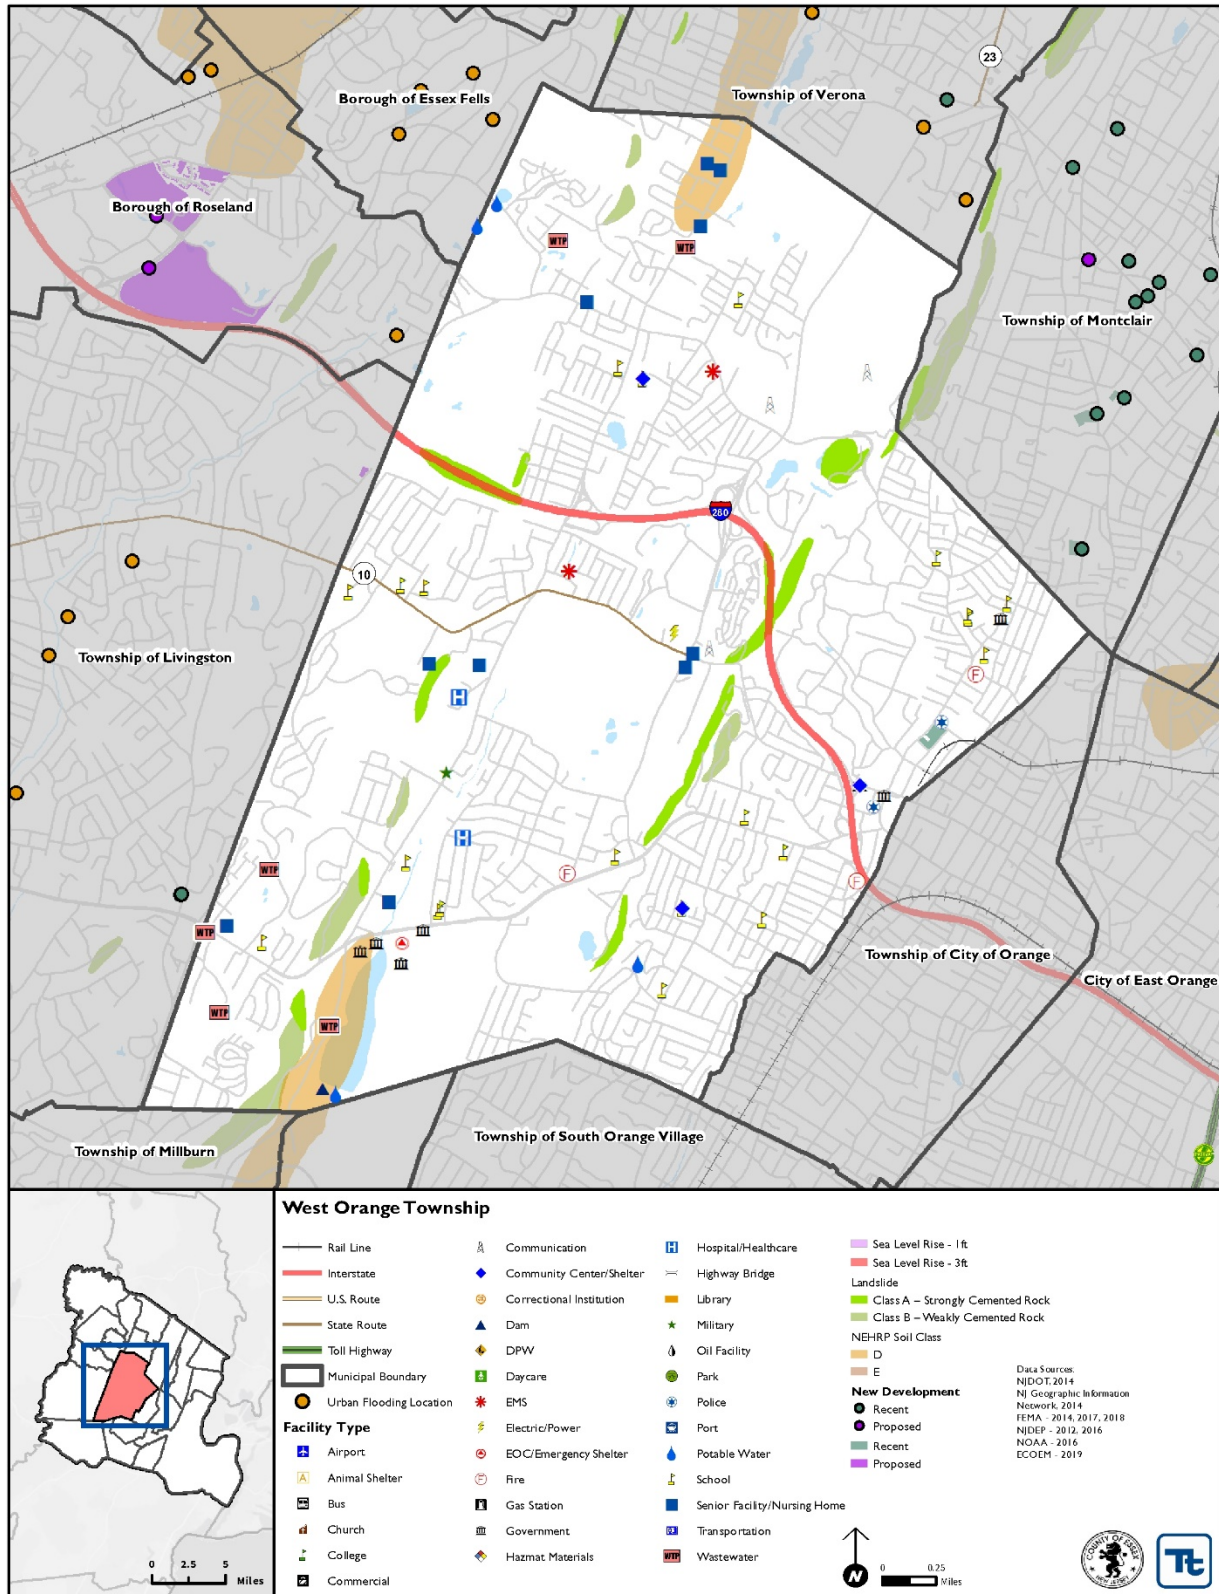 23
Township of Verona
Borough of Essex Fells
Borough of Roseland
WTP
WTP
Township of Montclair
280
10
Township of Livingston
H
F
H
F
F
WTP
WTP
WTP
WTP
Township of City of Orange
City of East Orange
Township of South Orange Village
Township of Millburn
West Orange Township
Rail Line
Interstate
U.S. Route
State Route
Toll Highway
Municipal Boundary
Urban Flooding Location
Facility Type
Airport
A Animal Shelter
Bus
Church
College
Commercial
Communication
Community Center/Shelter
Correctional Institution
Dam
DPW
Daycare
EMS
Electric/Power
EOC/Emergency Shelter
F Fire
Gas Station
Government
Hazmat Materials
H Hospital/Healthcare
Highway Bridge
Library
Military
Oil Facility
Park
Police
Port
Potable Water
School
Senior Facility/Nursing Home
Transportation
WTP Wastewater
Sea Level Rise - 1ft
Sea Level Rise - 3ft
Landslide
Class A – Strongly Cemented Rock
Class B – Weakly Cemented Rock
NEHRP Soil Class
D
E
New Development
Recent
Proposed
Recent
Proposed
Data Sources:
NJDOT, 2014
NJ Geographic Information
Network, 2014
FEMA - 2014, 2017, 2018
NJDEP - 2012, 2016
NOAA - 2016
ECOEM - 2019
0 2.5 5
Miles
N
0 0.25
Miles
COUNTY OF ESSEX
NEW JERSEY
Tt